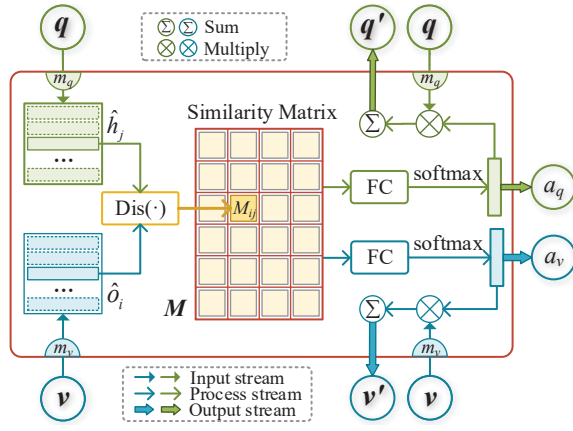 q
q'
q
Σ Σ Sum
Multiply
m_q
m_q
Similarity Matrix
ĥ_j
...
Σ
softmax
FC
a_q
Dis(·)
M_ij
softmax
FC
a_v
...
ô_i
M
Σ
m_v
m_v
v
v'
v
Input stream
Process stream
Output stream